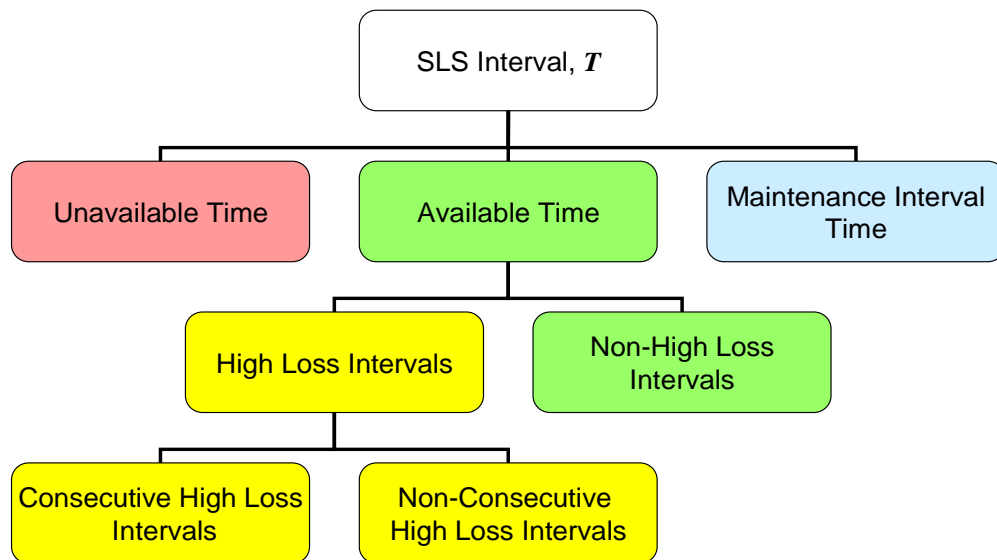 SLS Interval, T
Unavailable Time
Available Time
Maintenance Interval
Time
High Loss Intervals
Non-High Loss
Intervals
Consecutive High Loss
Intervals
Non-Consecutive
High Loss Intervals